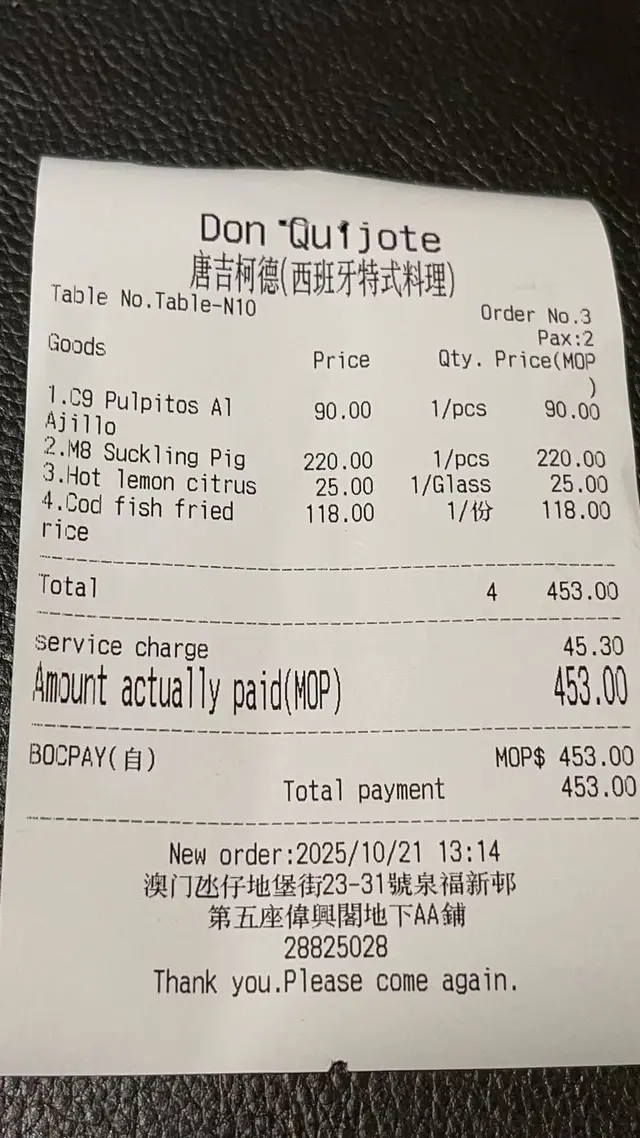 Don Quijote
唐吉柯德(西班牙特式料理)
Table No.Table-N10
Order No.3
Pax:2
Goods Price Qty. Price(MOP
)
1.C9 Pulpitos Al 90.00 1/pcs 90.00
Ajillo
2.M8 Suckling Pig 220.00 1/pcs 220.00
3.Hot lemon citrus 25.00 1/Glass 25.00
4.Cod fish fried 118.00 1/份 118.00
rice
Total 4 453.00
service charge 45.30
Amount actually paid(MOP) 453.00
BOCPAY(自) MOP$ 453.00
Total payment 453.00
New order:2025/10/21 13:14
澳门氹仔地堡街23-31號泉福新邨
第五座偉興閣地下AA鋪
28825028
Thank you.Please come again.